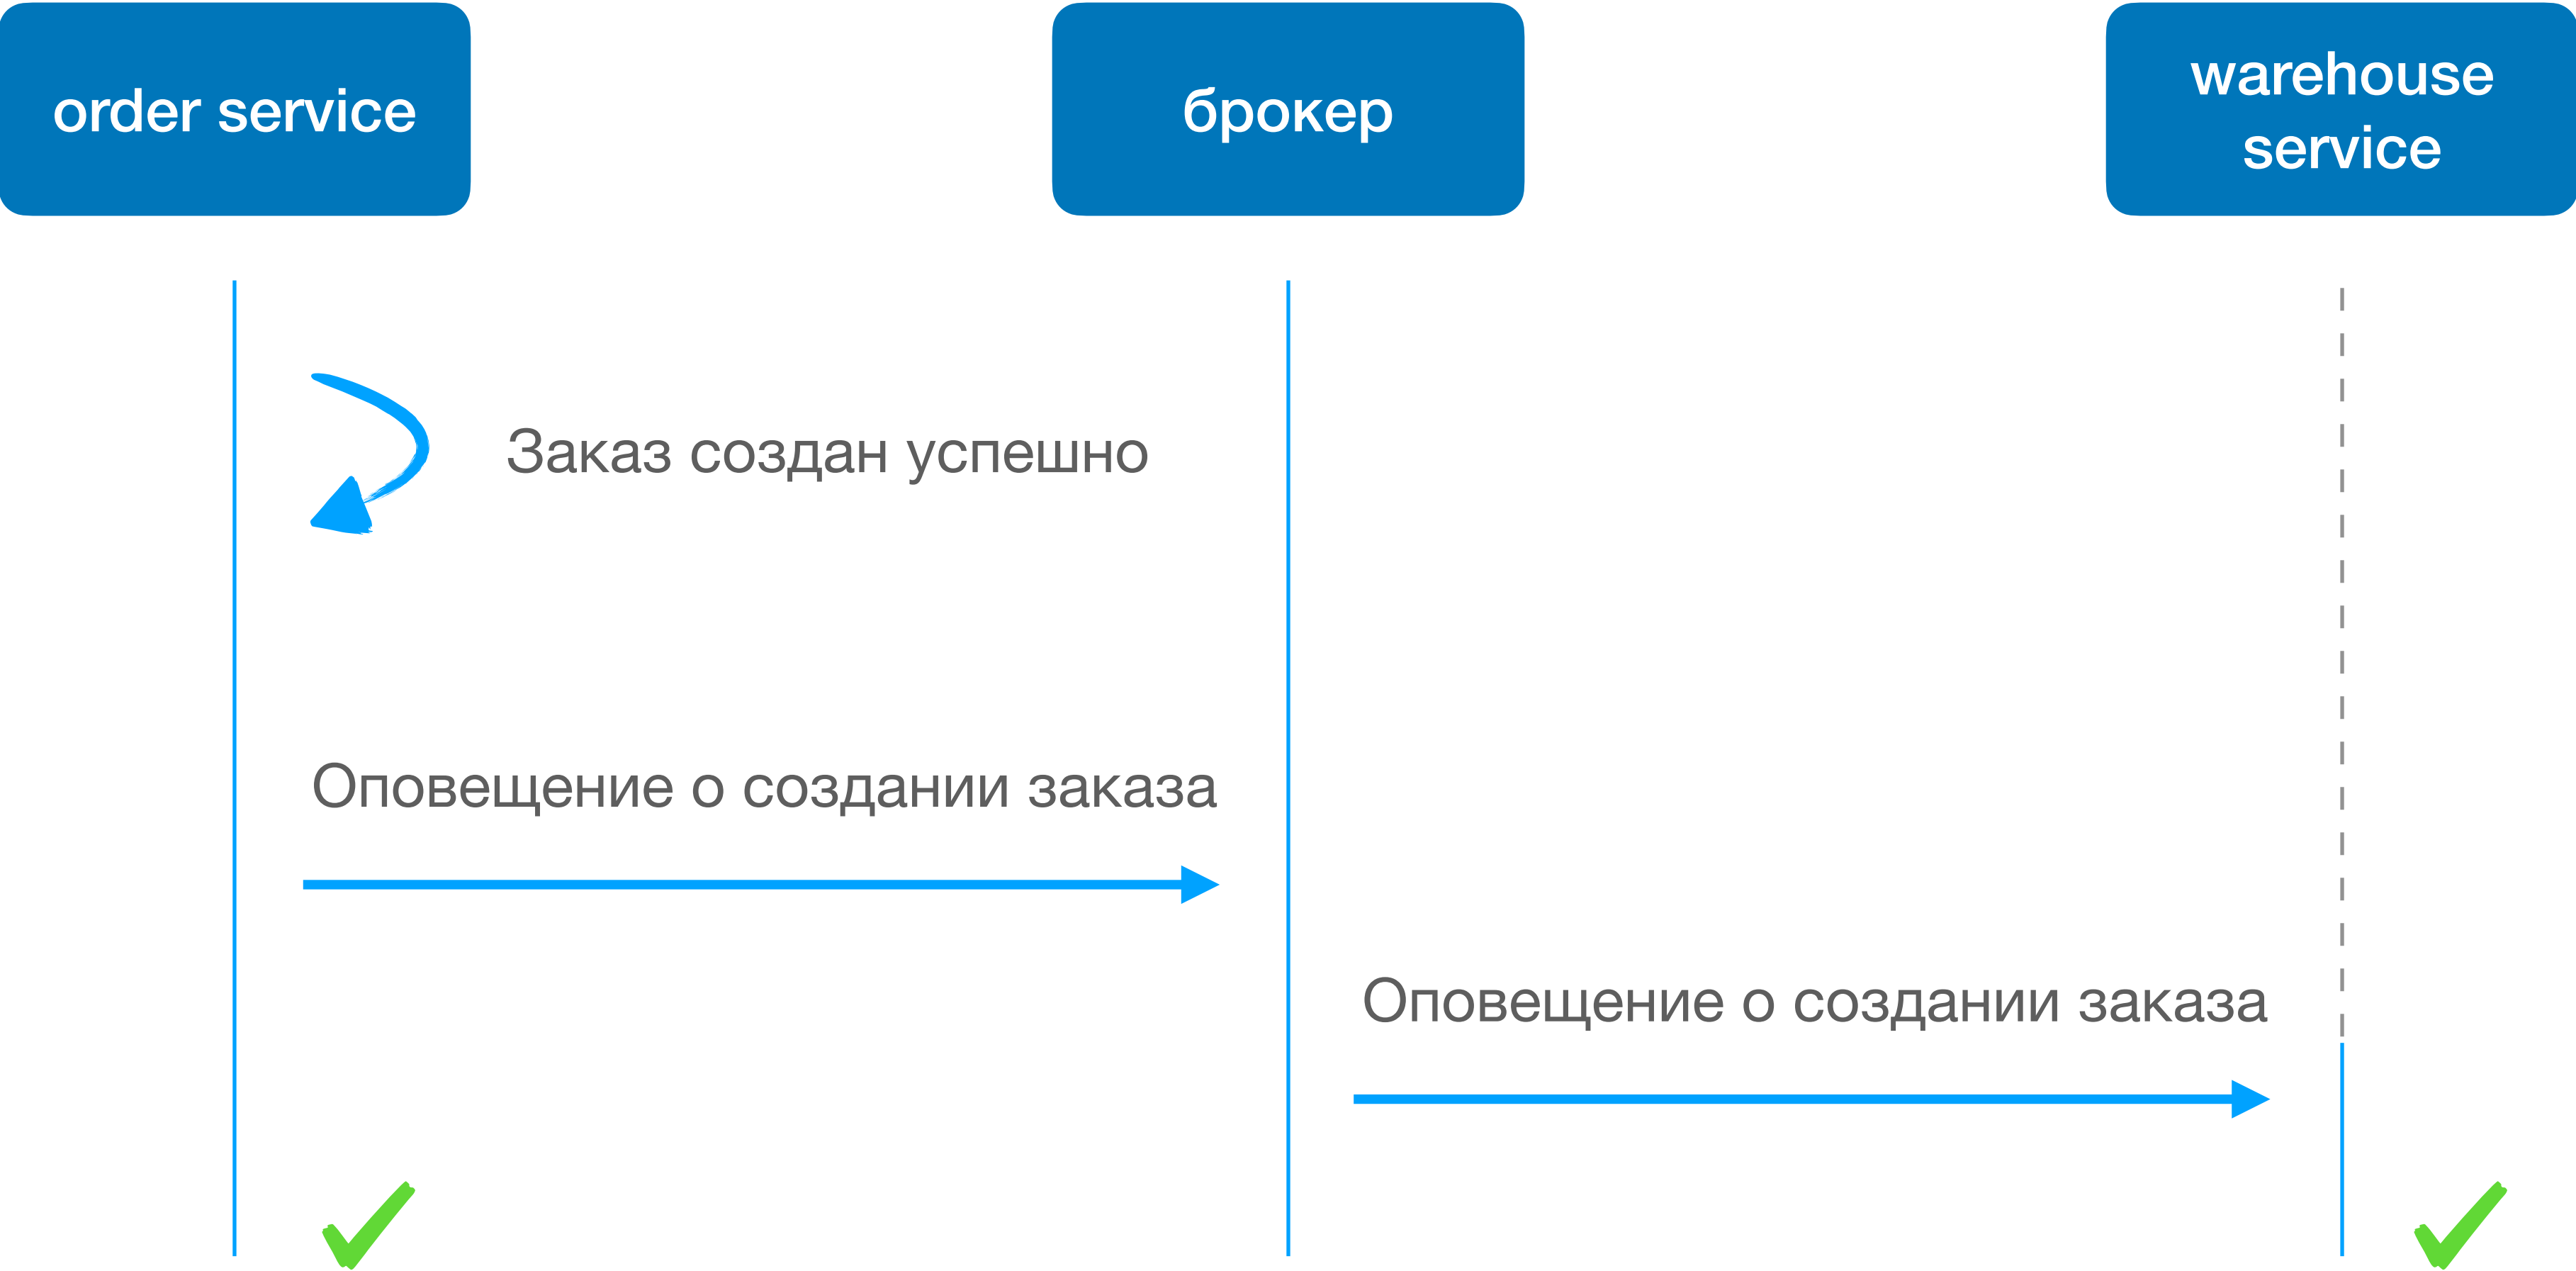 order service
брокер
warehouse
service
Заказ создан успешно
Оповещение о создании заказа
Оповещение о создании заказа